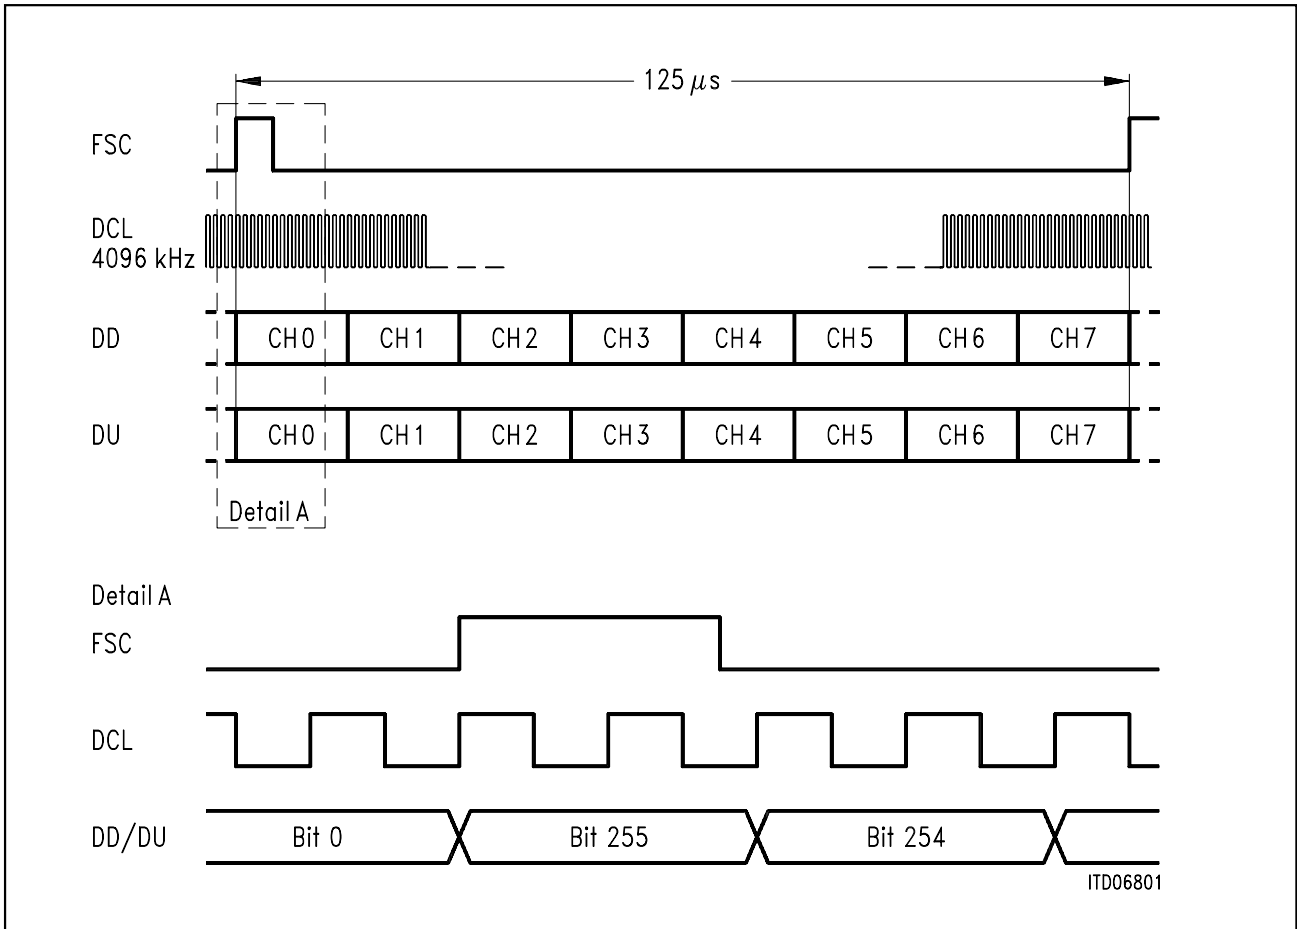 125 μs
FSC
DCL
4096 kHz
DD CH0 CH1 CH2 CH3 CH4 CH5 CH6 CH7
DU CH0 CH1 CH2 CH3 CH4 CH5 CH6 CH7
Detail A
Detail A
FSC
DCL
DD/DU Bit 0 Bit 255 Bit 254
ITD06801